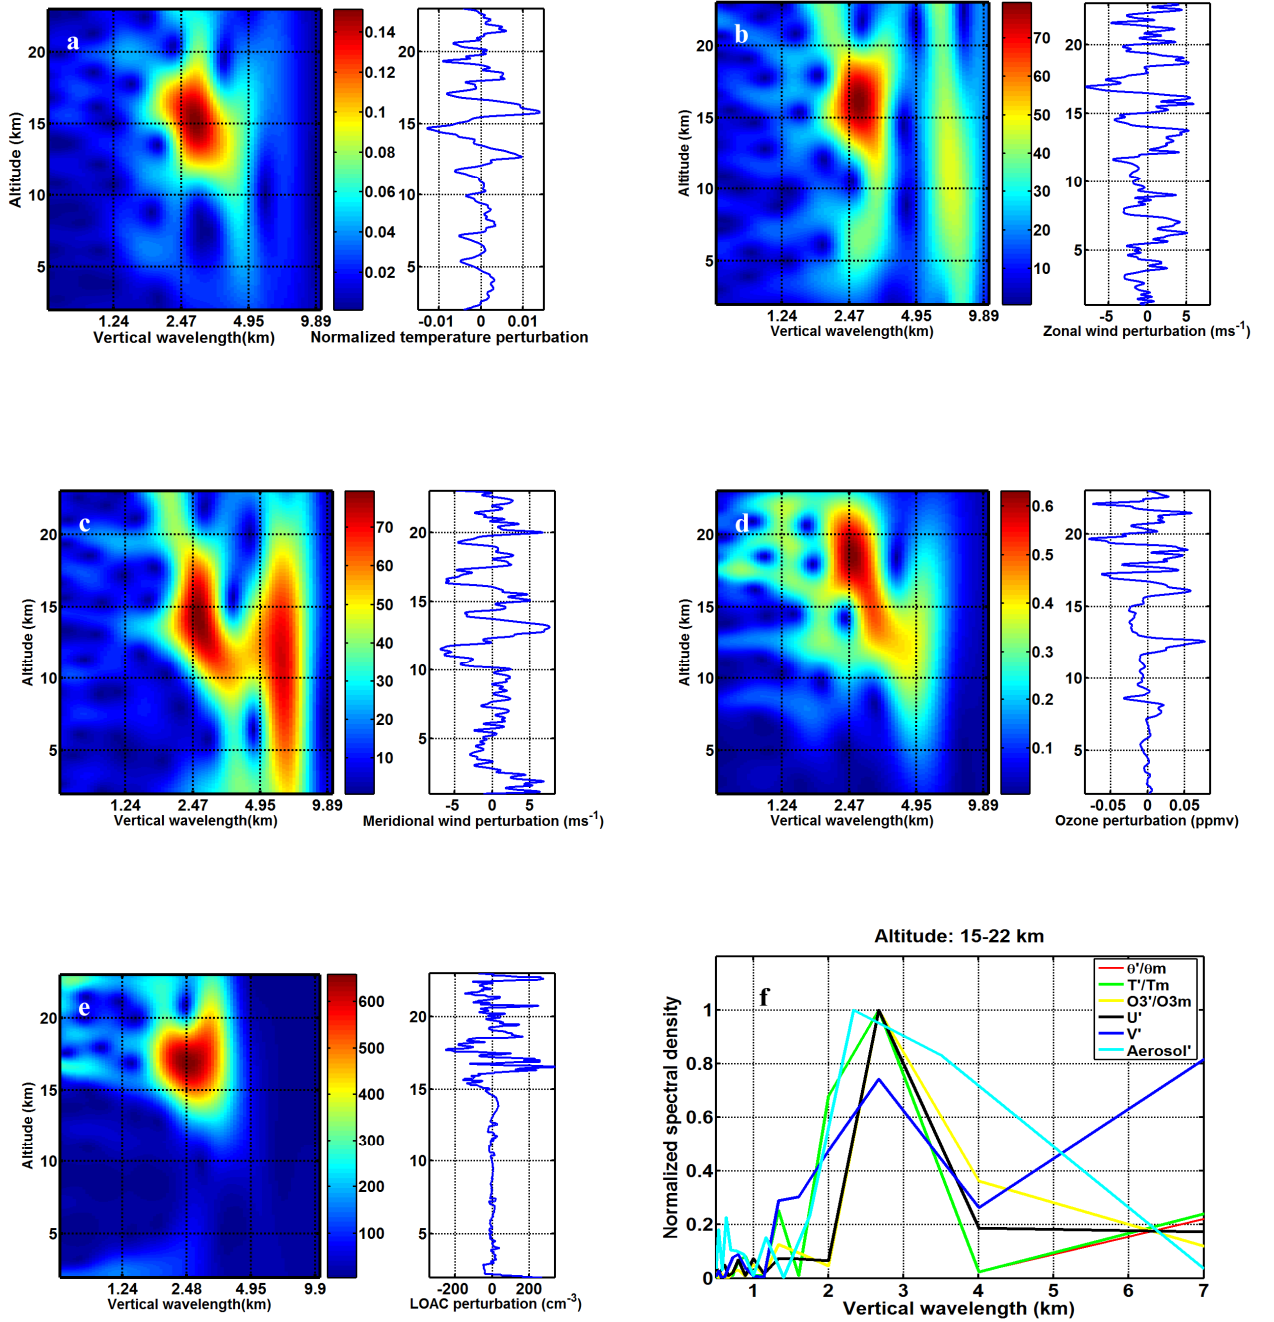 a
20
15
10
5
Altitude (km)
1.24 2.47 4.95 9.89
Vertical wavelength(km)
0.14
0.12
0.1
0.08
0.06
0.04
0.02
20
15
10
5
-0.01 0 0.01
Normalized temperature perturbation
b
20
15
10
5
Altitude (km)
1.24 2.47 4.95 9.89
Vertical wavelength(km)
70
60
50
40
30
20
10
20
15
10
5
-5 0 5
Zonal wind perturbation (ms-1)
c
20
15
10
5
Altitude (km)
1.24 2.47 4.95 9.89
Vertical wavelength(km)
70
60
50
40
30
20
10
20
15
10
5
-5 0 5
Meridional wind perturbation (ms-1)
d
20
15
10
5
Altitude (km)
1.24 2.47 4.95 9.89
Vertical wavelength(km)
0.6
0.5
0.4
0.3
0.2
0.1
20
15
10
5
-0.05 0 0.05
Ozone perturbation (ppmv)
e
20
15
10
5
Altitude (km)
1.24 2.48 4.95 9.9
Vertical wavelength(km)
600
500
400
300
200
100
20
15
10
5
-200 0 200
LOAC perturbation (cm-3)
Altitude: 15-22 km
f
θ'/θm
T'/Tm
O3'/O3m
U'
V'
Aerosol'
1
0.8
0.6
0.4
0.2
0
Normalized spectral density
1 2 3 4 5 6 7
Vertical wavelength (km)